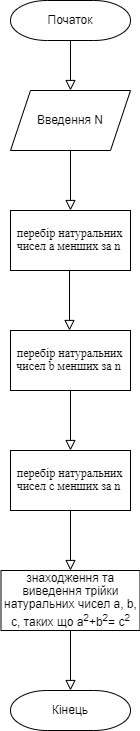 Початок
Введення N
перебір натуральних
чисел a менших за n
перебір натуральних
чисел b менших за n
перебір натуральних
чисел c менших за n
знаходження та
виведення трійки
натуральних чисел a, b,
c, таких що a²+b²= c²
Кінець